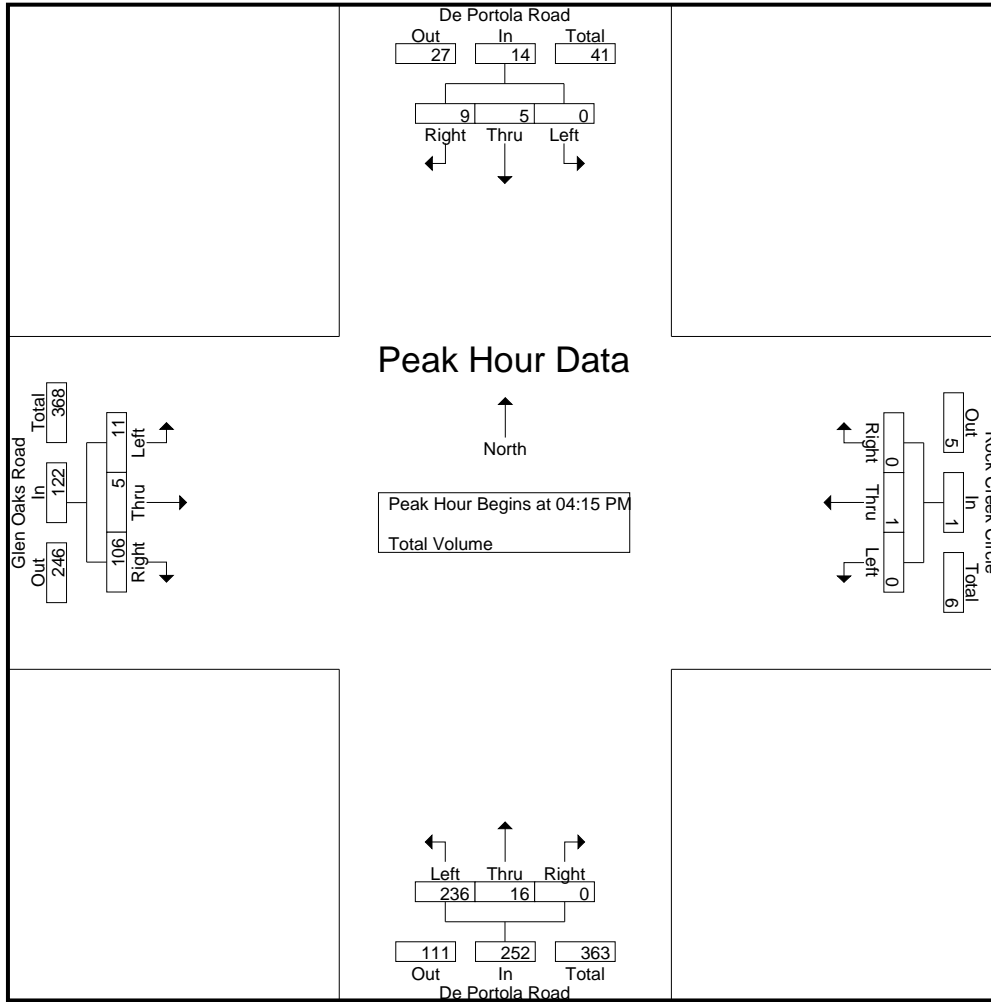 De Portola Road
Out In Total
27 14 41
9 5 0
Right Thru Left
Peak Hour Data
North
Peak Hour Begins at 04:15 PM
Total Volume
Glen Oaks Road
Out In Total
246 122 368
106 5 11
Right Thru Left
Rock Creek Circle
Out In Total
5 1 6
0 1 0
Right Thru Left
Left Thru Right
236 16 0
111 252 363
Out In Total
De Portola Road